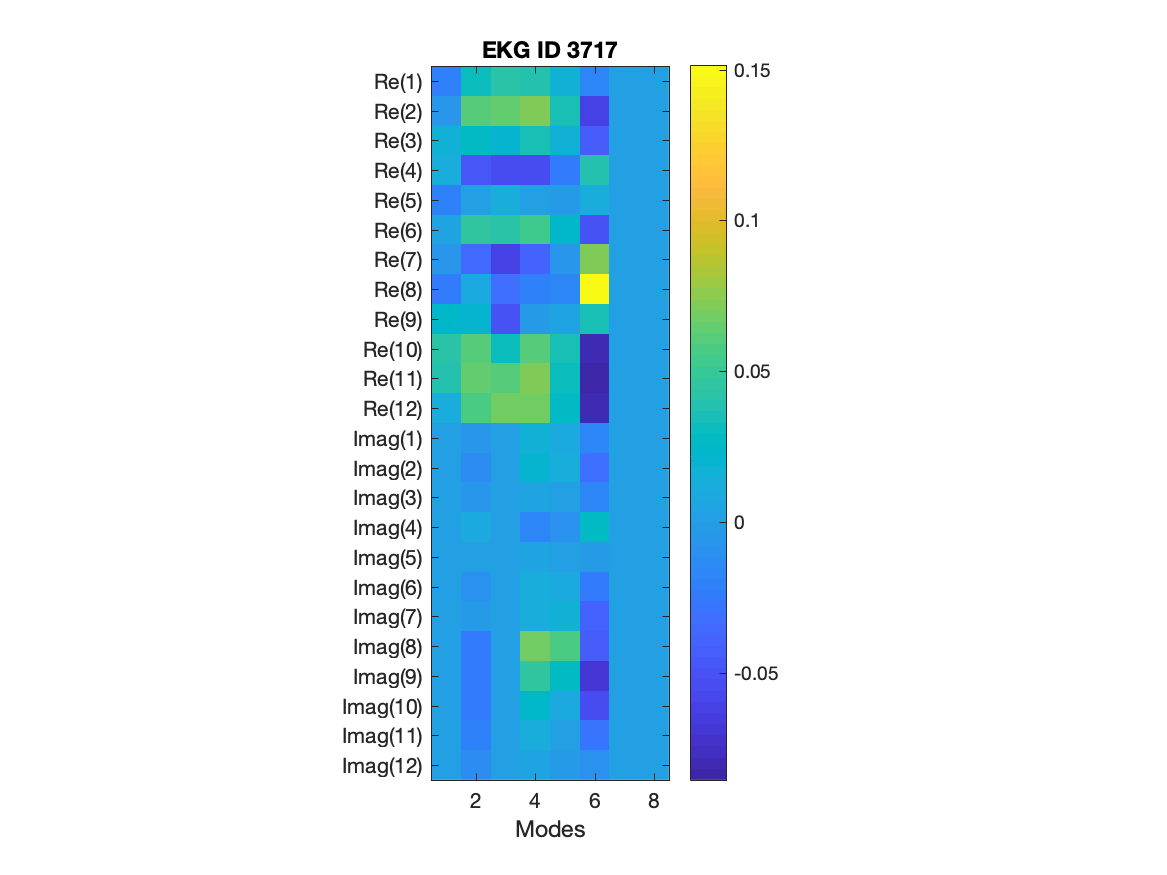 EKG ID 3717
Re(1)
Re(2)
Re(3)
Re(4)
Re(5)
Re(6)
Re(7)
Re(8)
Re(9)
Re(10)
Re(11)
Re(12)
Imag(1)
Imag(2)
Imag(3)
Imag(4)
Imag(5)
Imag(6)
Imag(7)
Imag(8)
Imag(9)
Imag(10)
Imag(11)
Imag(12)
2 4 6 8
Modes
0.15
0.1
0.05
0
-0.05